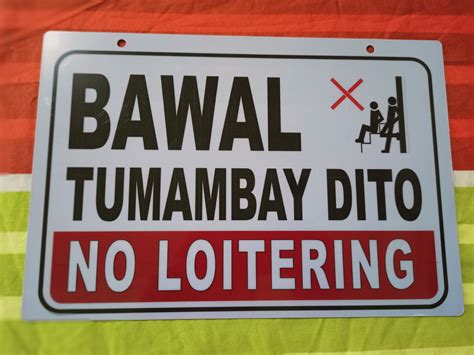 BAWAL
TUMAMBAY DITO
NO LOITERING